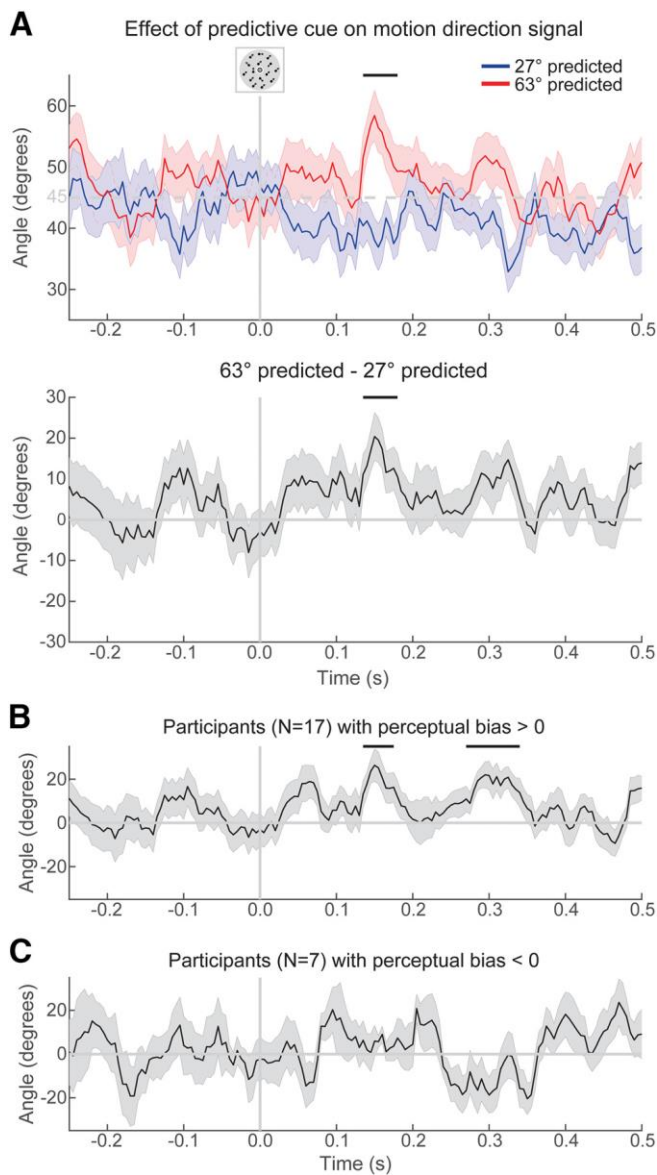 A
Effect of predictive cue on motion direction signal
27° predicted
63° predicted
Angle (degrees)
60
50
45
40
30
-0.2 -0.1 0.0 0.1 0.2 0.3 0.4 0.5
63° predicted - 27° predicted
Angle (degrees)
30
20
10
0
-10
-20
-30
-0.2 -0.1 0.0 0.1 0.2 0.3 0.4 0.5
Time (s)
B
Participants (N=17) with perceptual bias > 0
Angle (degrees)
20
0
-20
-0.2 -0.1 0.0 0.1 0.2 0.3 0.4 0.5
C
Participants (N=7) with perceptual bias < 0
Angle (degrees)
20
0
-20
-0.2 -0.1 0.0 0.1 0.2 0.3 0.4 0.5
Time (s)